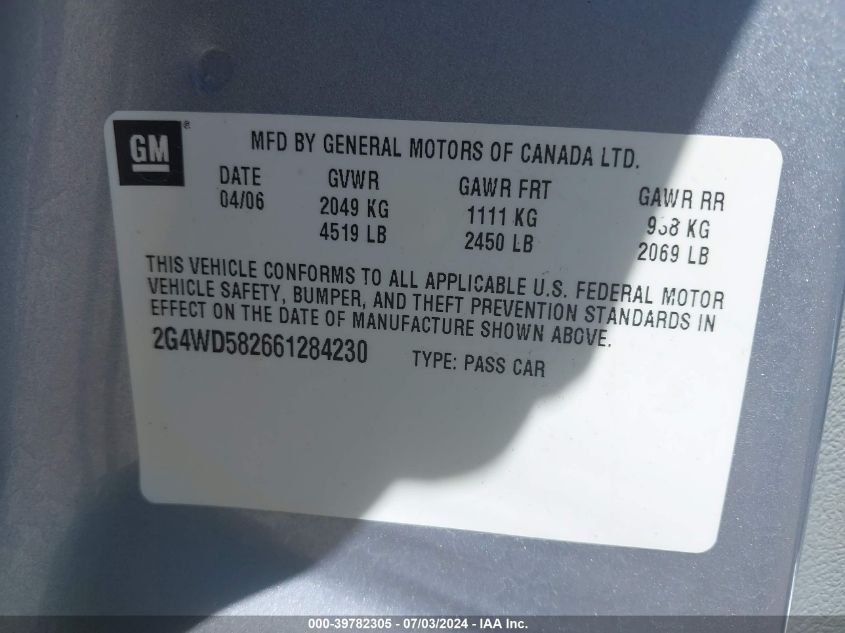 GM ®
MFD BY GENERAL MOTORS OF CANADA LTD.
DATE GVWR GAWR FRT GAWR RR
04/06 2049 KG 1111 KG 938 KG
4519 LB 2450 LB 2069 LB
THIS VEHICLE CONFORMS TO ALL APPLICABLE U.S. FEDERAL MOTOR
VEHICLE SAFETY, BUMPER, AND THEFT PREVENTION STANDARDS IN
EFFECT ON THE DATE OF MANUFACTURE SHOWN ABOVE.
2G4WD582661284230 TYPE: PASS CAR
000-39782305 - 07/03/2024 - IAA Inc.